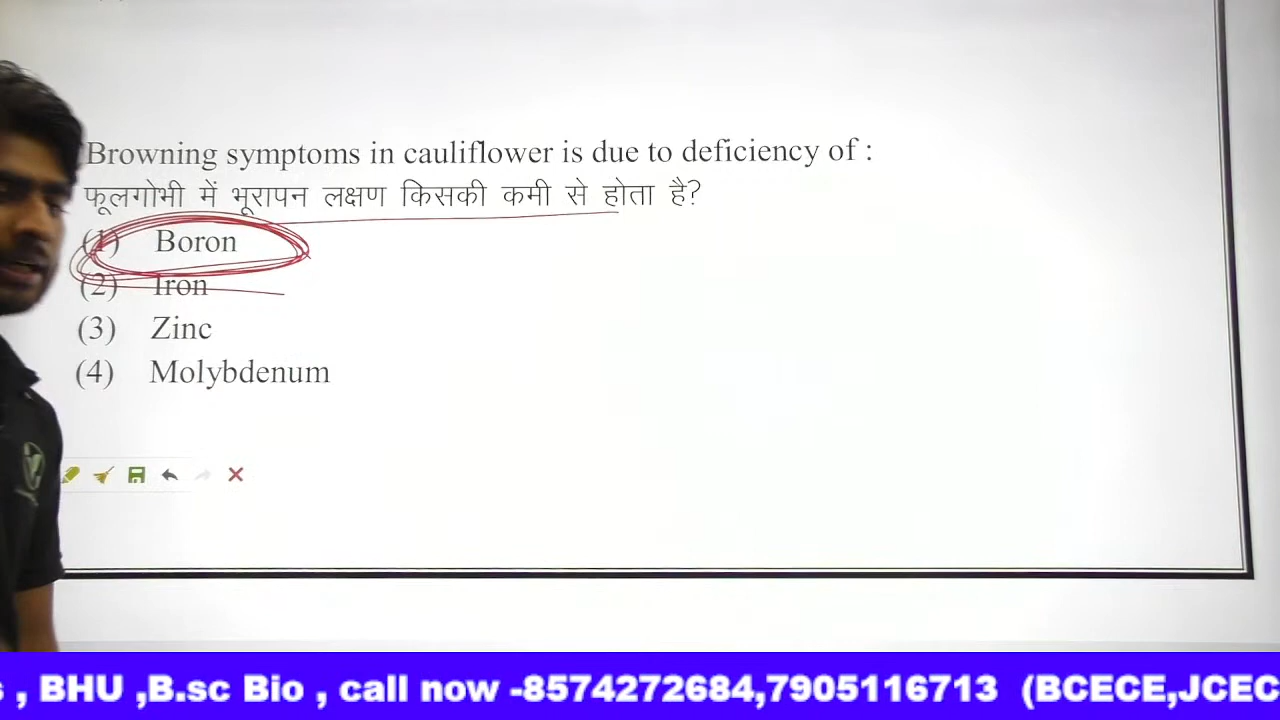 Browning symptoms in cauliflower is due to deficiency of :
फूलगोभी में भूरापन लक्षण किसकी कमी से होता है?
(1) Boron
(2) Iron
(3) Zinc
(4) Molybdenum
, BHU ,B.sc Bio , call now -8574272684,7905116713 (BCECE,JCEC